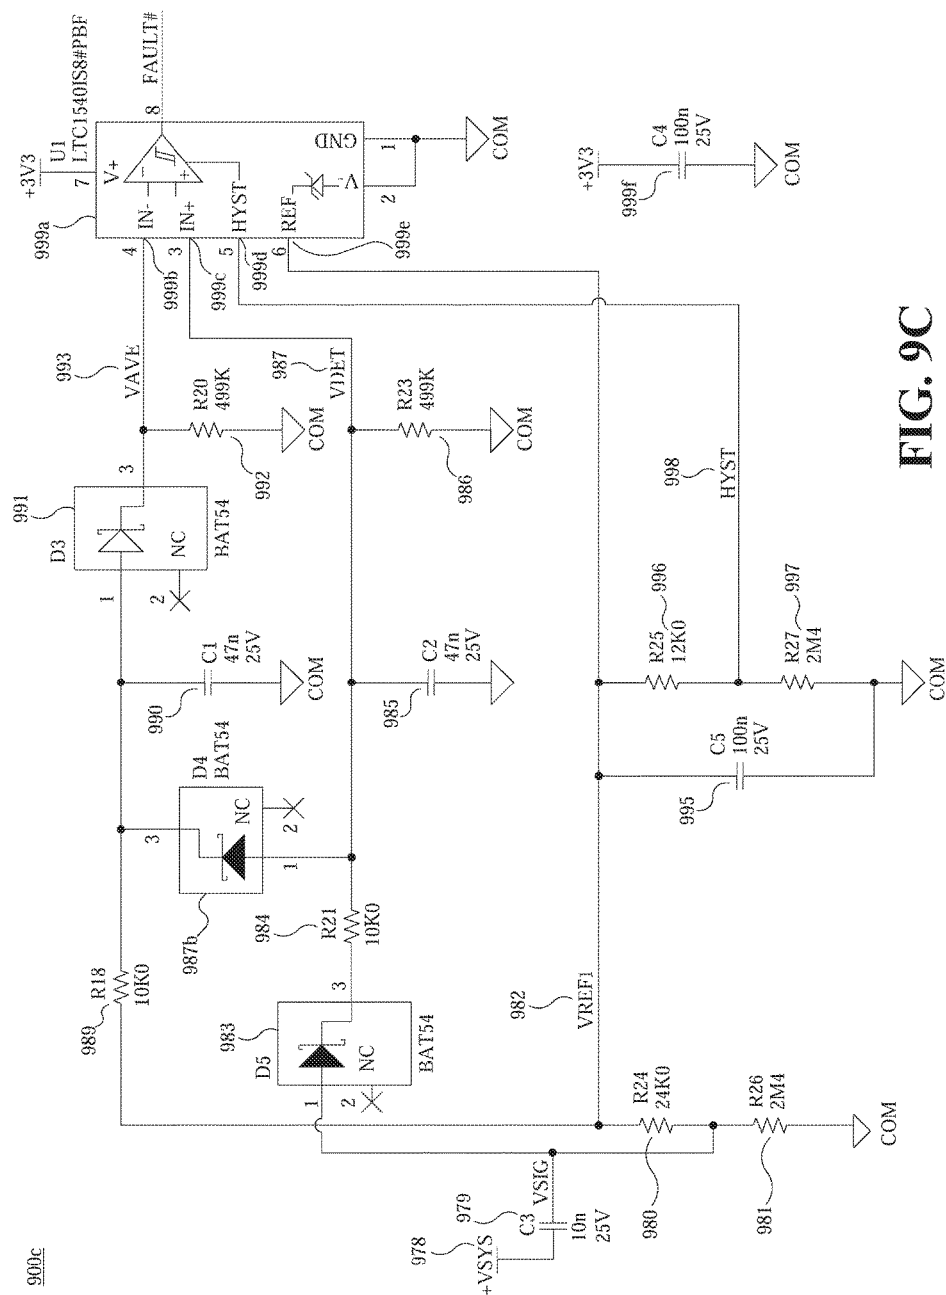 900c
978
+VSYS
979
C3
10n
25V
VSIG
989
R18
10K0
983
D5
1
2
NC
3
BAT54
984
R21
10K0
987b
3
1
NC
2
D4
BAT54
990
C1
47n
25V
COM
985
C2
47n
25V
991
D3
1
2
NC
3
BAT54
993
VAVE
R20
499K
992
COM
987
VDET
R23
499K
986
COM
999a
+3V3
U1
LTC1540IS8#PBF
7
V+
4
IN-
999b
3
IN+
999c
5
HYST
999d
6
REF
999e
8
FAULT#
-
+
V-
2
GND
1
COM
+3V3
999f
C4
100n
25V
COM
982
VREF1
980
R24
24K0
981
R26
2M4
COM
995
C5
100n
25V
996
R25
12K0
997
R27
2M4
COM
998
HYST
FIG. 9C